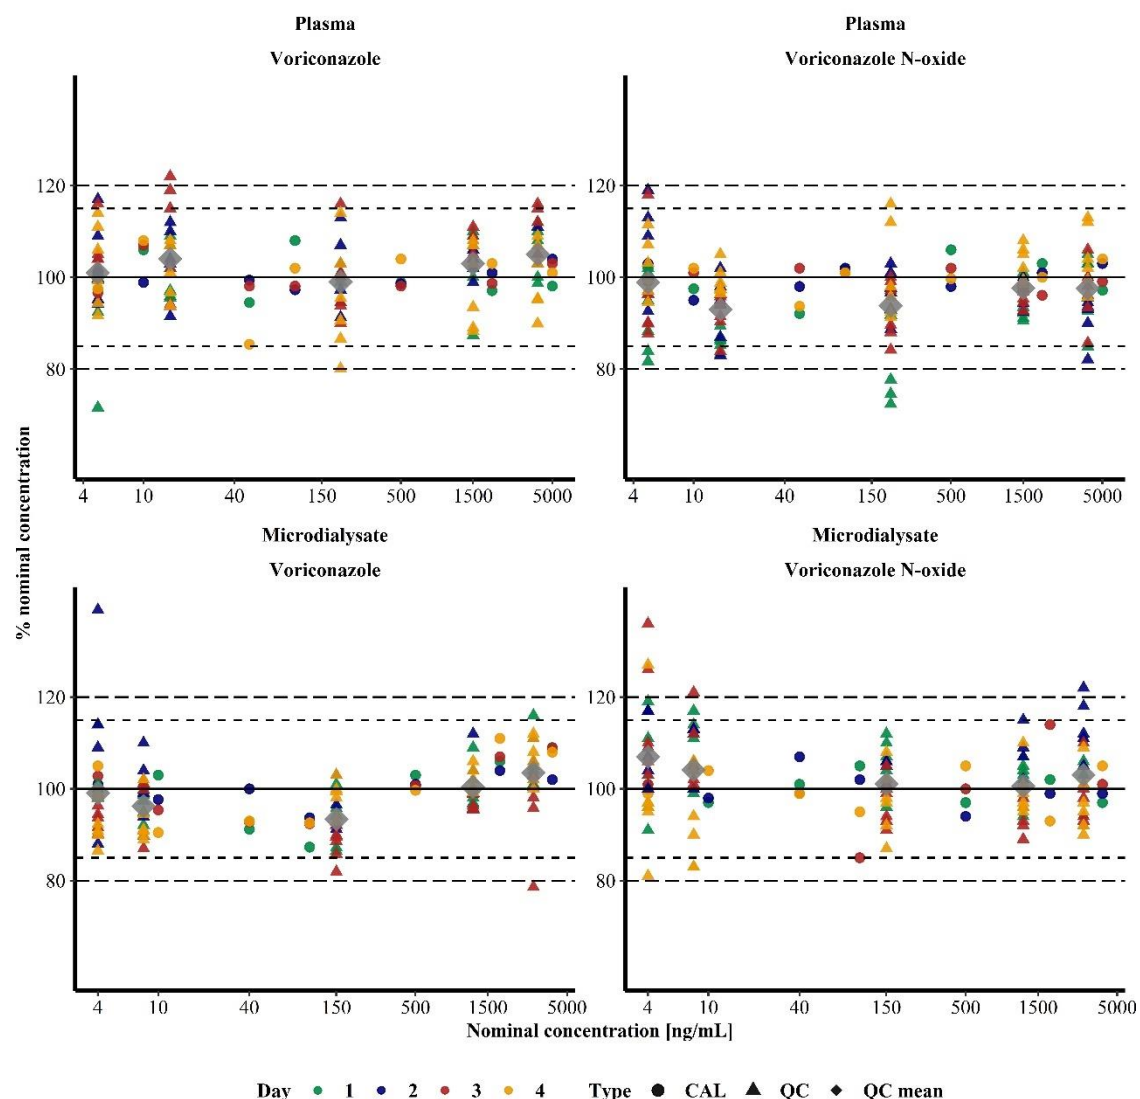 Plasma
Voriconazole
Plasma
Voriconazole N-oxide
120
100
80
4 10 40 150 500 1500 5000
120
100
80
4 10 40 150 500 1500 5000
% nominal concentration
Microdialysate
Voriconazole
Microdialysate
Voriconazole N-oxide
120
100
80
4 10 40 150 500 1500 5000
120
100
80
4 10 40 150 500 1500 5000
Nominal concentration [ng/mL]
Day 1 2 3 4 Type CAL QC QC mean